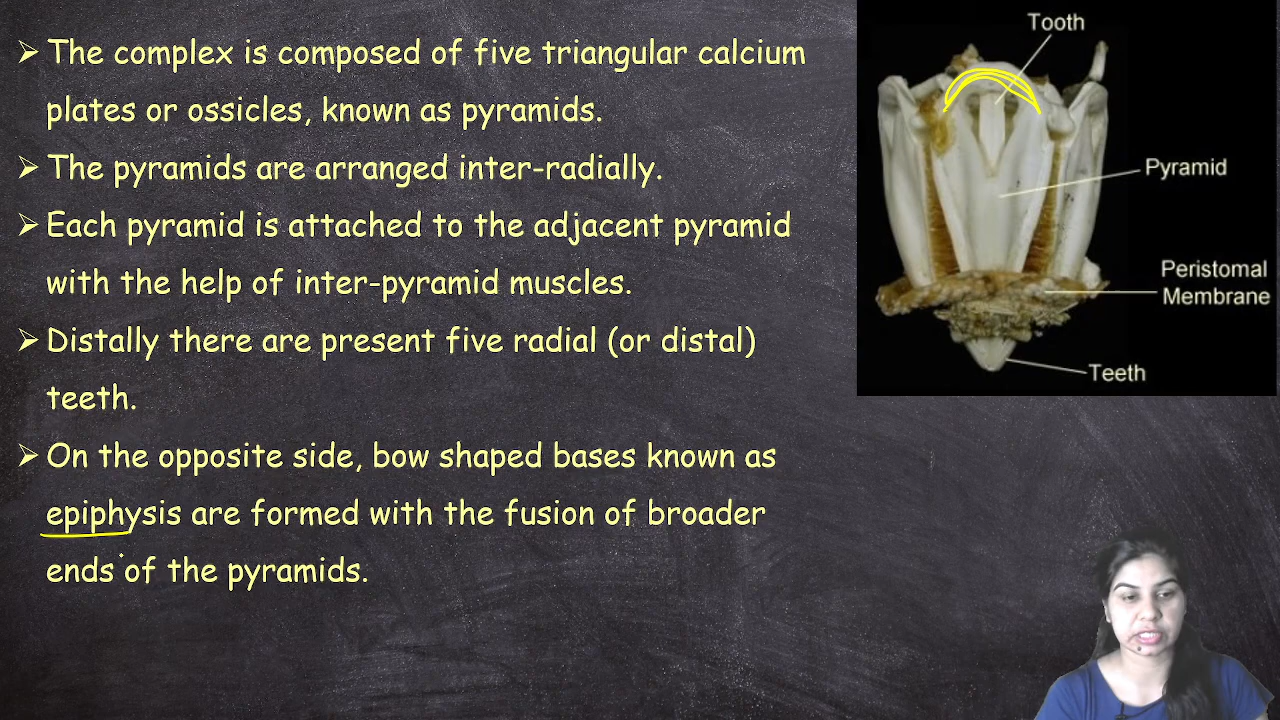 ➢ The complex is composed of five triangular calcium
plates or ossicles, known as pyramids.
➢ The pyramids are arranged inter-radially.
➢ Each pyramid is attached to the adjacent pyramid
with the help of inter-pyramid muscles.
➢ Distally there are present five radial (or distal)
teeth.
➢ On the opposite side, bow shaped bases known as
epiphysis are formed with the fusion of broader
ends of the pyramids.
Tooth
Pyramid
Peristomal
Membrane
Teeth